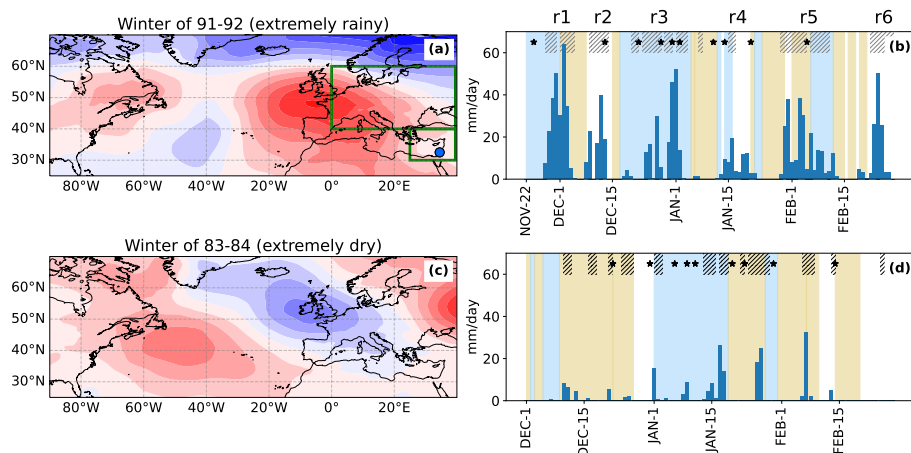 Winter of 91-92 (extremely rainy)
(a)
60°N
50°N
40°N
30°N
80°W
60°W
40°W
20°W
0°
20°E
r1
r2
r3
r4
r5
r6
(b)
mm/day
60
40
20
0
NOV-22
DEC-1
DEC-15
JAN-1
JAN-15
FEB-1
FEB-15
Winter of 83-84 (extremely dry)
(c)
60°N
50°N
40°N
30°N
80°W
60°W
40°W
20°W
0°
20°E
(d)
mm/day
60
40
20
0
DEC-1
DEC-15
JAN-1
JAN-15
FEB-1
FEB-15